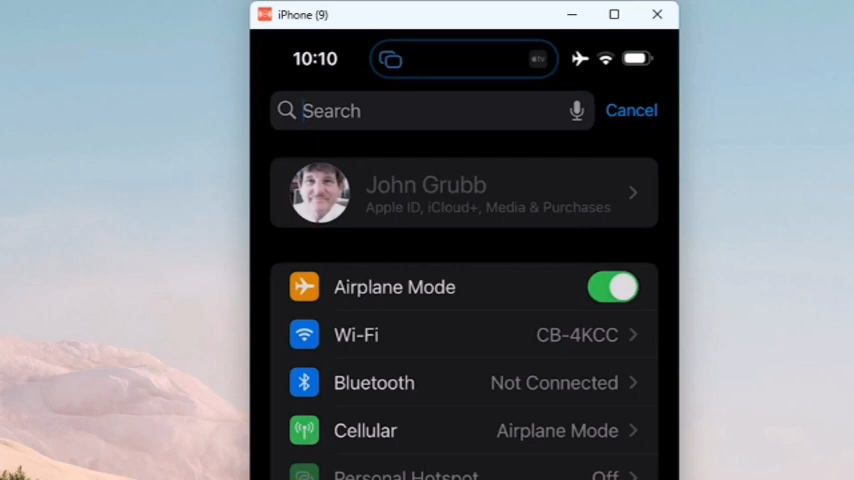 iPhone (9)
10:10
tv
Search
Cancel
John Grubb
Apple ID, iCloud+, Media & Purchases
Airplane Mode
Wi-Fi
CB-4KCC
Bluetooth
Not Connected
Cellular
Airplane Mode
Personal Hotspot
Off